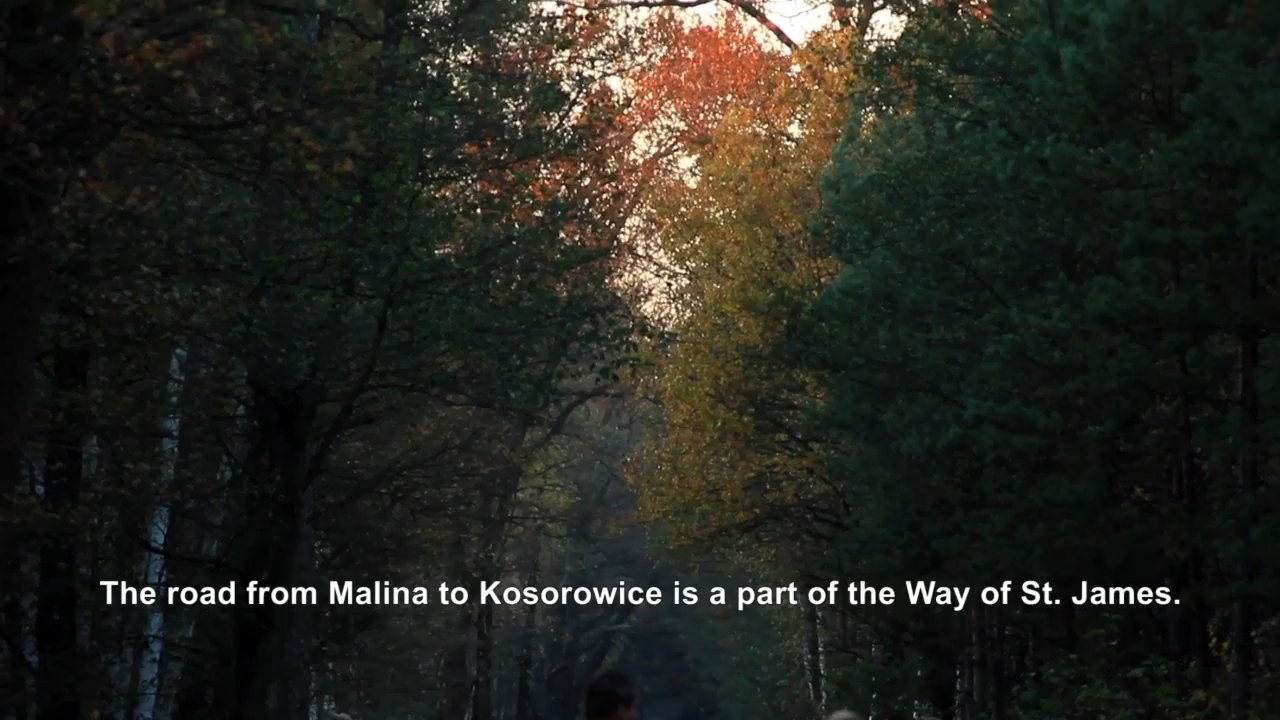 The road from Malina to Kosorowice is a part of the Way of St. James.